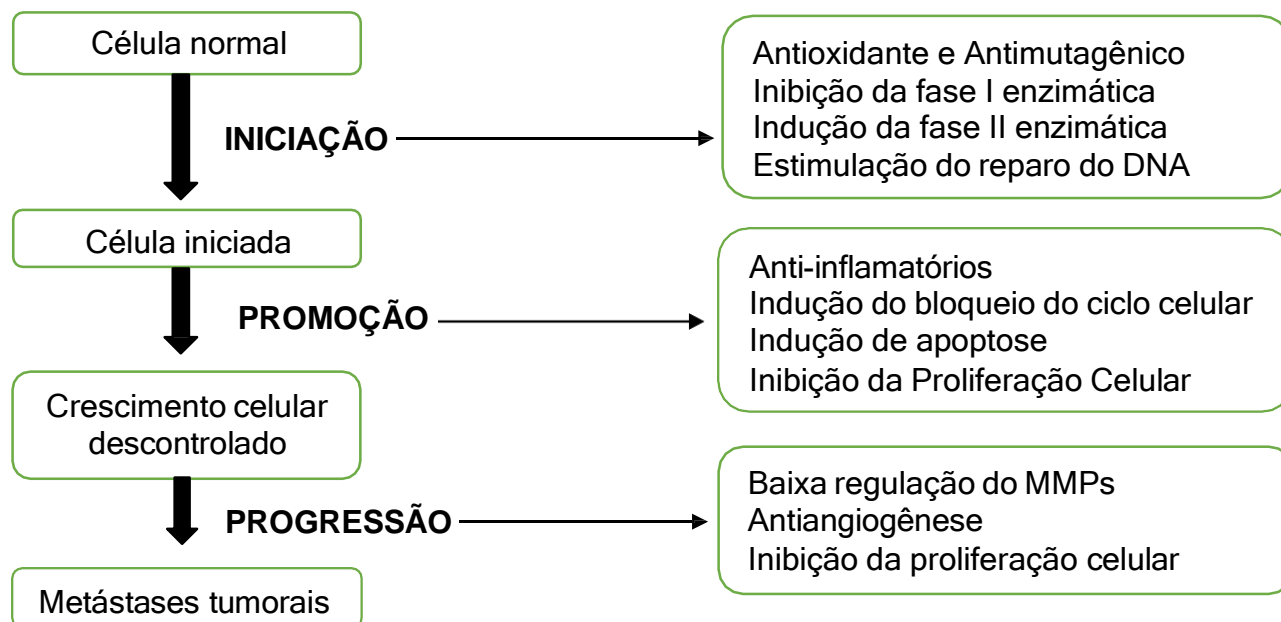 Célula normal
Antioxidante e Antimutagênico
Inibição da fase I enzimática
Indução da fase II enzimática
Estimulação do reparo do DNA
INICIAÇÃO
Célula iniciada
Anti-inflamatórios
Indução do bloqueio do ciclo celular
Indução de apoptose
Inibição da Proliferação Celular
PROMOÇÃO
Crescimento celular
descontrolado
Baixa regulação do MMPs
Antiangiogênese
Inibição da proliferação celular
PROGRESSÃO
Metástases tumorais